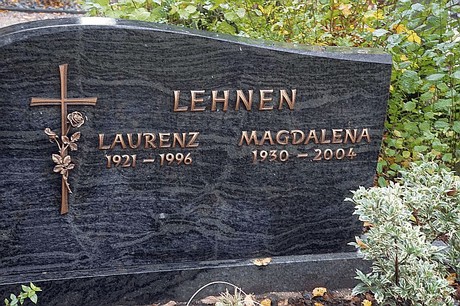 LEHNEN
LAURENZ MAGDALENA
1921 – 1996 1930 – 2004